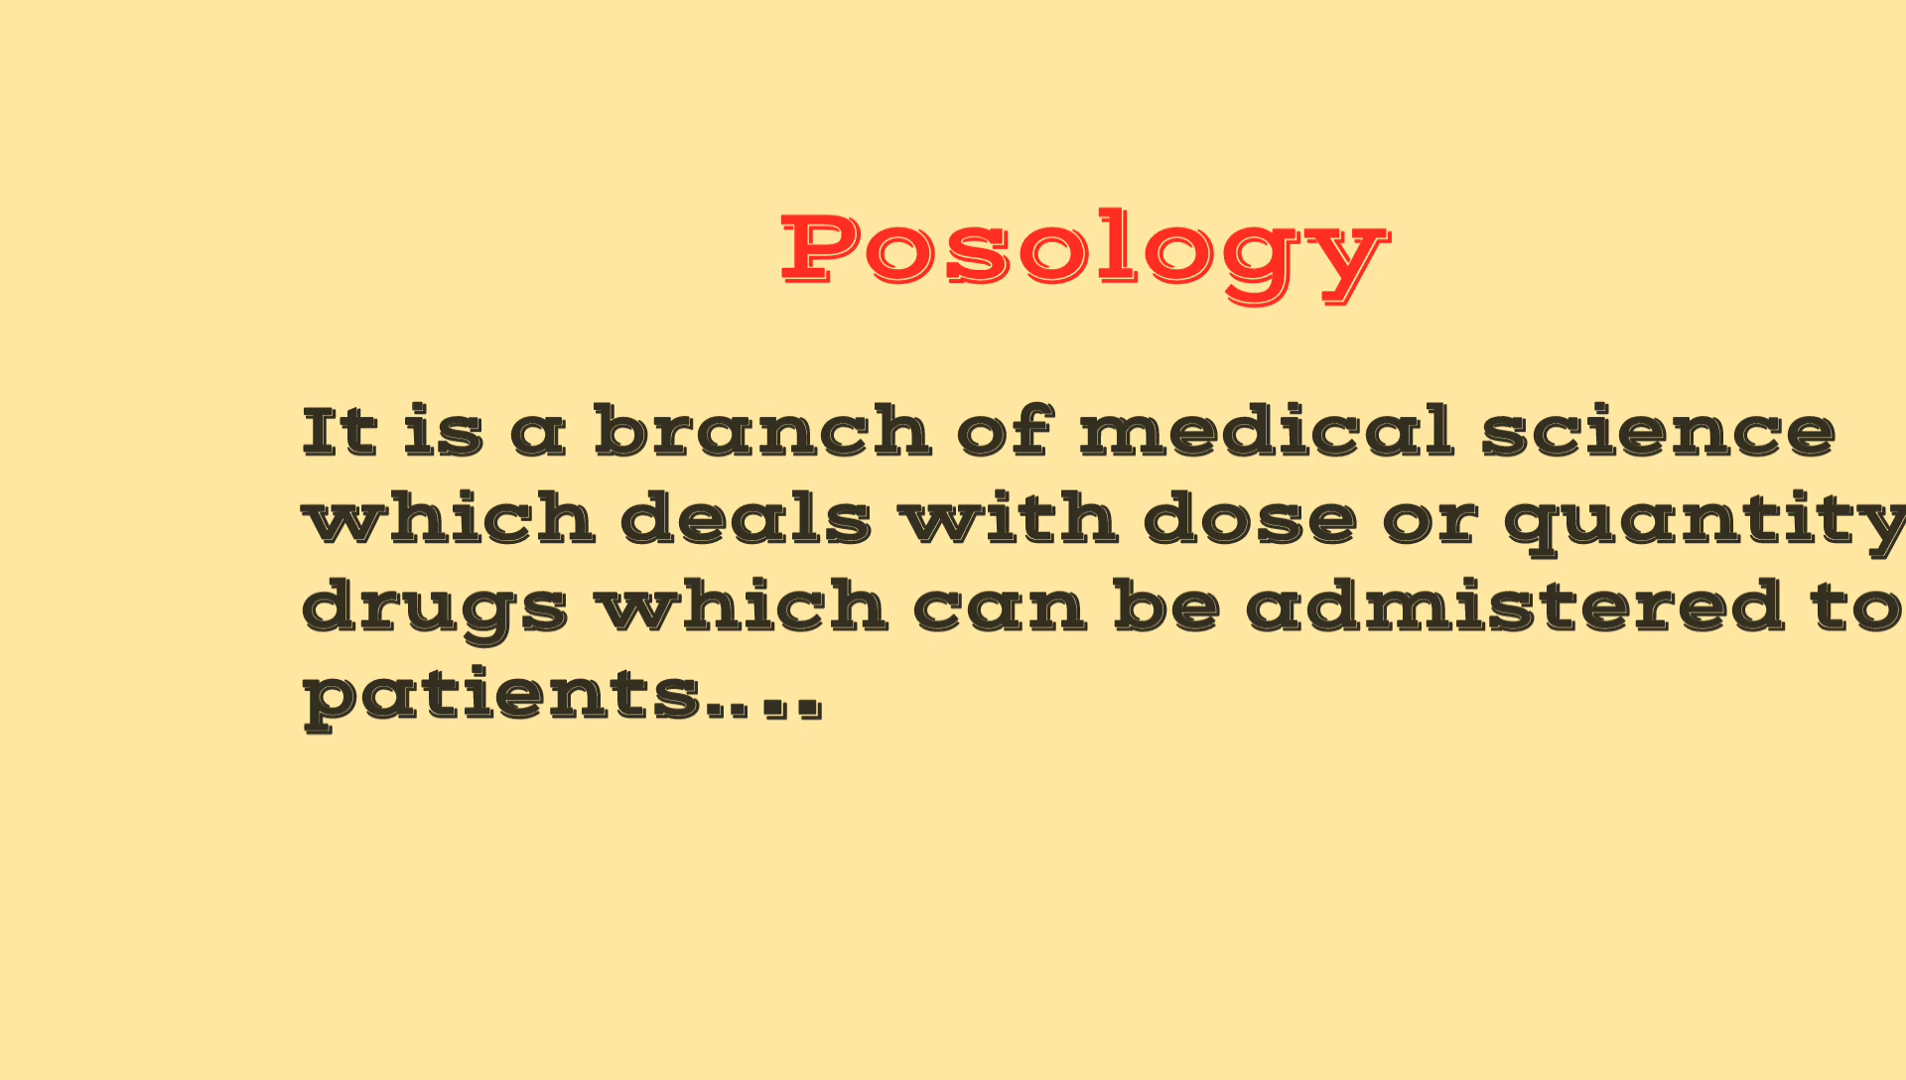 Posology
It is a branch of medical science
which deals with dose or quantity
drugs which can be admistered to
patients....